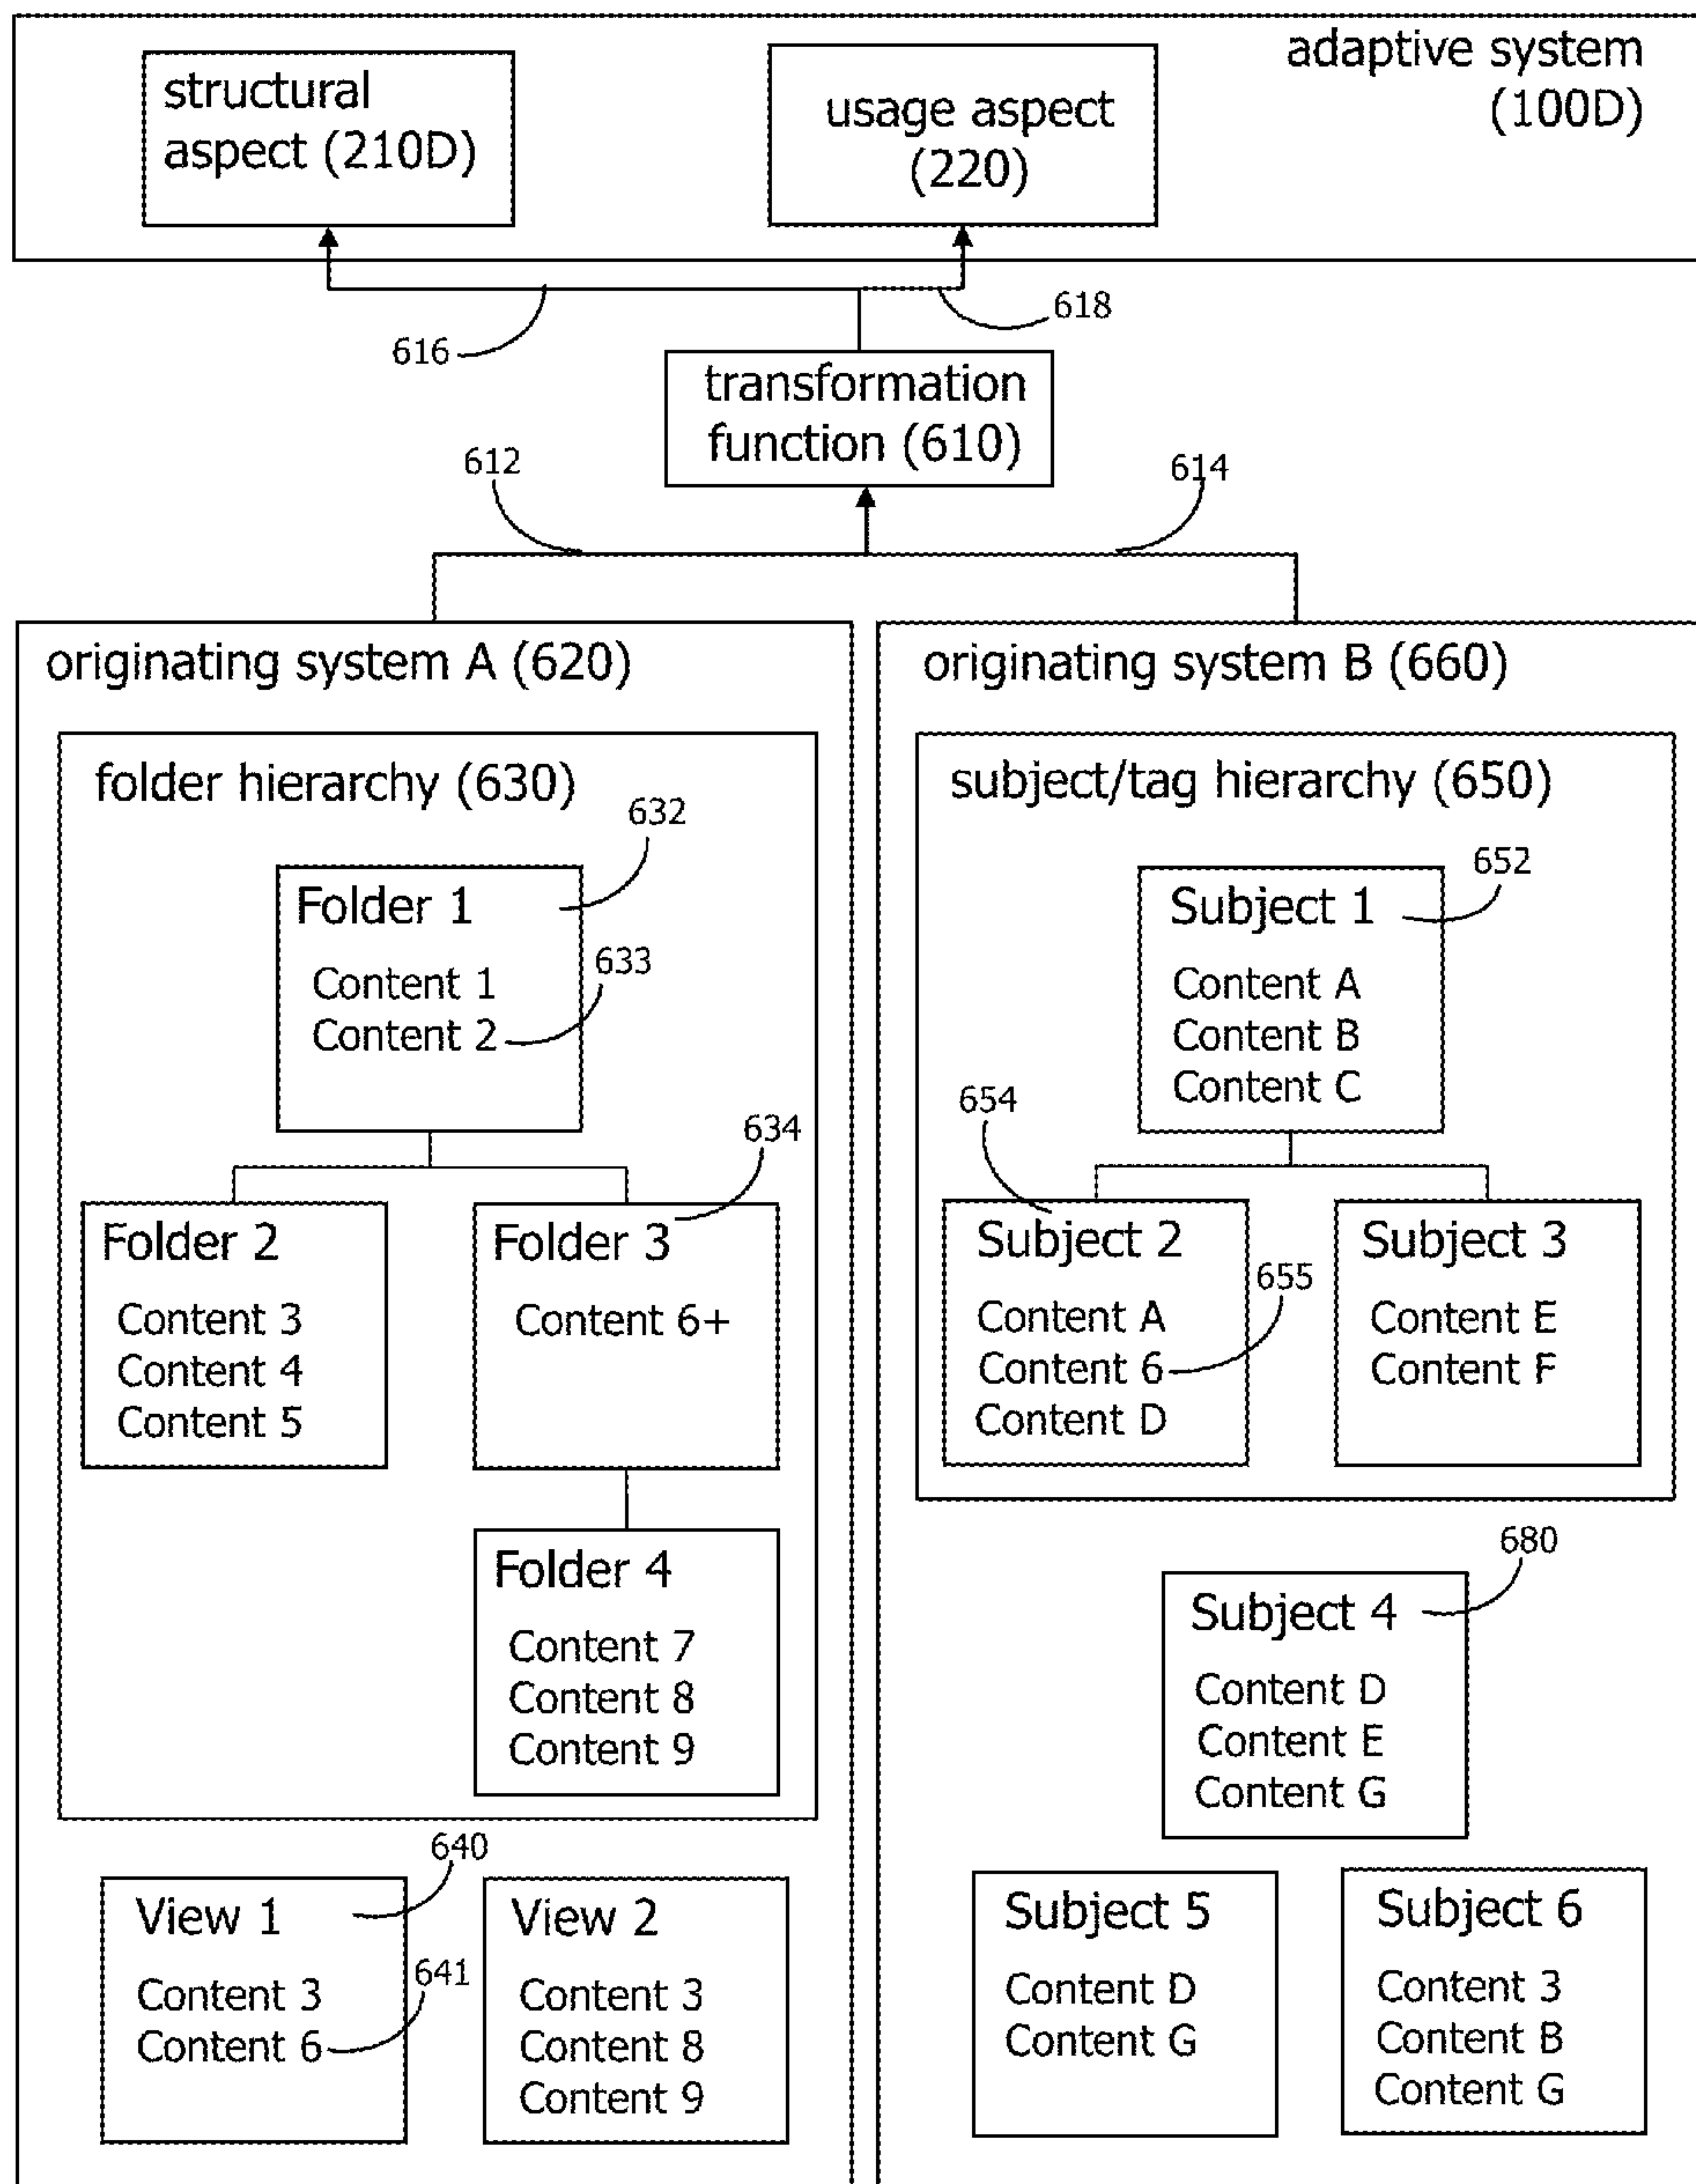 structural
aspect (210D)
usage aspect
(220)
adaptive system
(100D)
616
618
transformation
function (610)
612
614
originating system A (620)
folder hierarchy (630)
632
Folder 1
633
Content 1
Content 2
634
Folder 2
Content 3
Content 4
Content 5
Folder 3
Content 6+
Folder 4
Content 7
Content 8
Content 9
640
View 1
641
Content 3
Content 6
View 2
Content 3
Content 8
Content 9
originating system B (660)
subject/tag hierarchy (650)
652
Subject 1
Content A
Content B
Content C
654
Subject 2
655
Content A
Content 6
Content D
Subject 3
Content E
Content F
680
Subject 4
Content D
Content E
Content G
Subject 5
Content D
Content G
Subject 6
Content 3
Content B
Content G